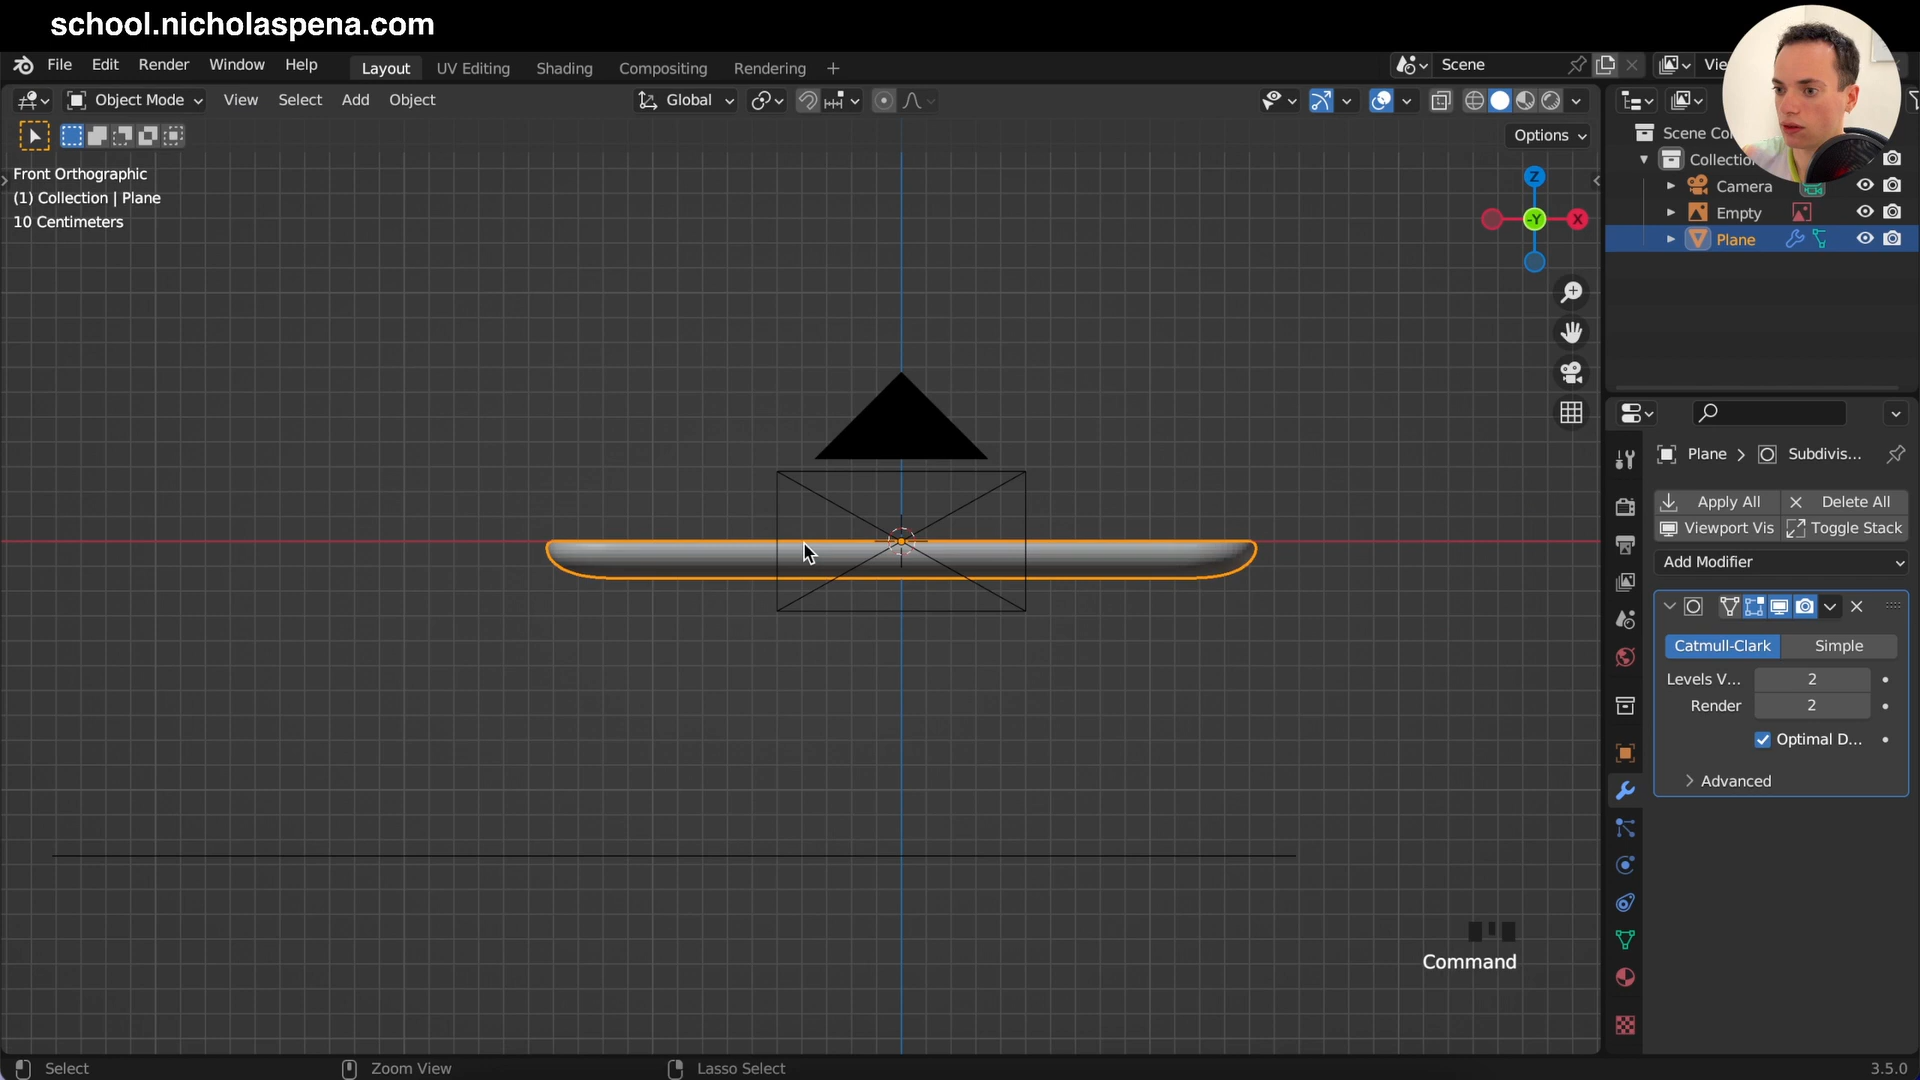 school.nicholaspena.com
File Edit Render Window Help Layout UV Editing Shading Compositing Rendering + Scene
Object Mode View Select Add Object Global
Options
Front Orthographic
(1) Collection | Plane
10 Centimeters
Z
-Y X
Camera
Empty
Plane
Plane > Subdivis...
Apply All Delete All
Viewport Vis Toggle Stack
Add Modifier
Catmull-Clark Simple
Levels V... 2
Render 2
Optimal D...
Advanced
Command
Select Zoom View Lasso Select 3.5.0